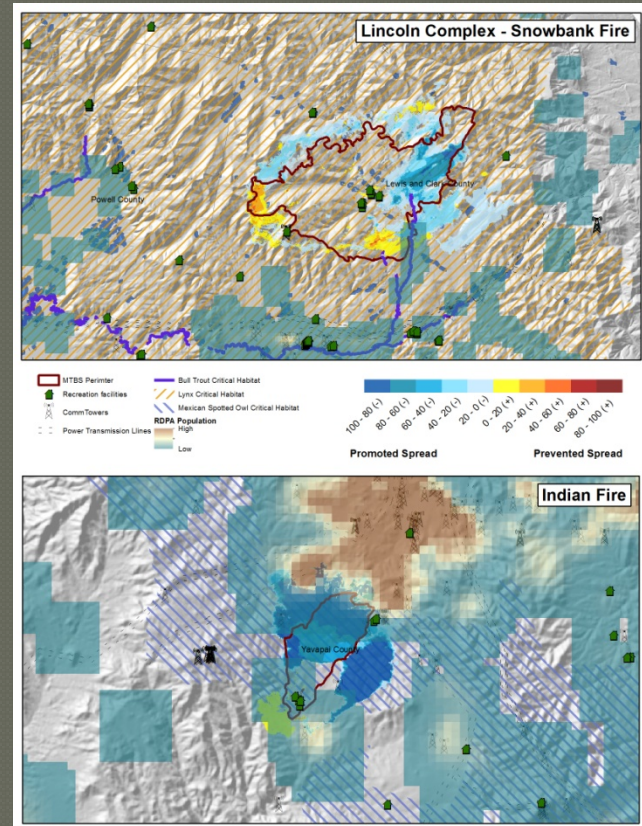 Lincoln Complex - Snowbank Fire
Powell County
Lewis and Clark County
MTBS Perimter
Recreation facilities
CommTowers
Power Transmission Lines
Bull Trout Critical Habitat
Lynx Critical Habitat
Mexican Spotted Owl Critical Habitat
RDPA Population
High
Low
100 - 80 (-)
80 - 60 (-)
60 - 40 (-)
40 - 20 (-)
20 - 0 (-)
0 - 20 (+)
20 - 40 (+)
40 - 60 (+)
60 - 80 (+)
80 - 100 (+)
Promoted Spread
Prevented Spread
Indian Fire
Yavapai County